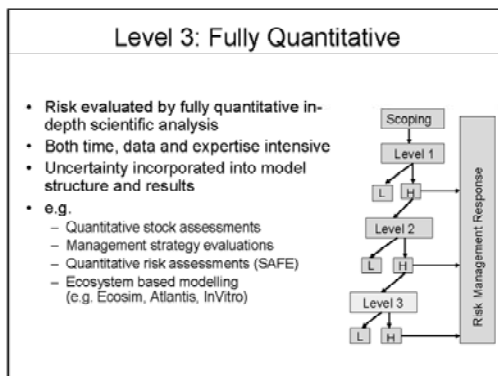 Level 3: Fully Quantitative
• Risk evaluated by fully quantitative in-
depth scientific analysis
• Both time, data and expertise intensive
• Uncertainty incorporated into model
structure and results
• e.g.
– Quantitative stock assessments
– Management strategy evaluations
– Quantitative risk assessments (SAFE)
– Ecosystem based modelling
(e.g. Ecosim, Atlantis, InVitro)
Scoping
Level 1
L H
Level 2
L H
Level 3
L H
Risk Management Response